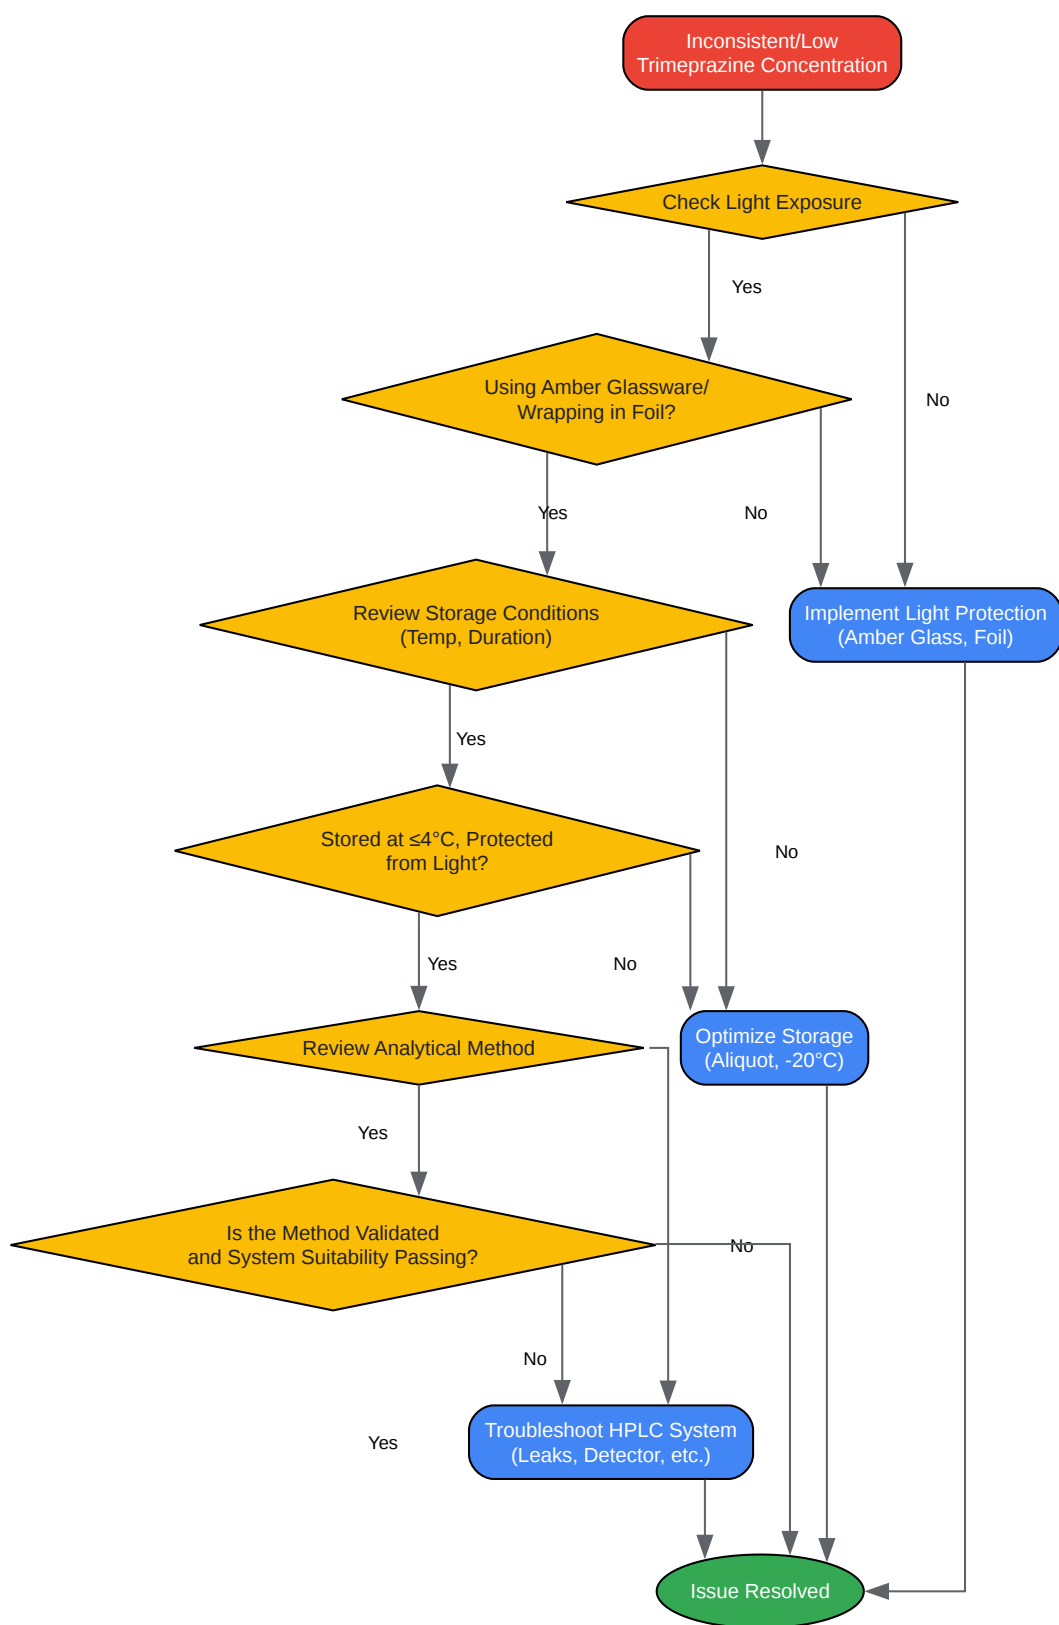 Inconsistent/Low
Trimeprazine Concentration
Check Light Exposure
Yes
Using Amber Glassware/
Wrapping in Foil?
No
Yes
No
Review Storage Conditions
(Temp, Duration)
Implement Light Protection
(Amber Glass, Foil)
Yes
Stored at ≤4°C, Protected
from Light?
No
Yes
No
Review Analytical Method
Optimize Storage
(Aliquot, -20°C)
Yes
Is the Method Validated
and System Suitability Passing?
No
No
Troubleshoot HPLC System
(Leaks, Detector, etc.)
Yes
Issue Resolved